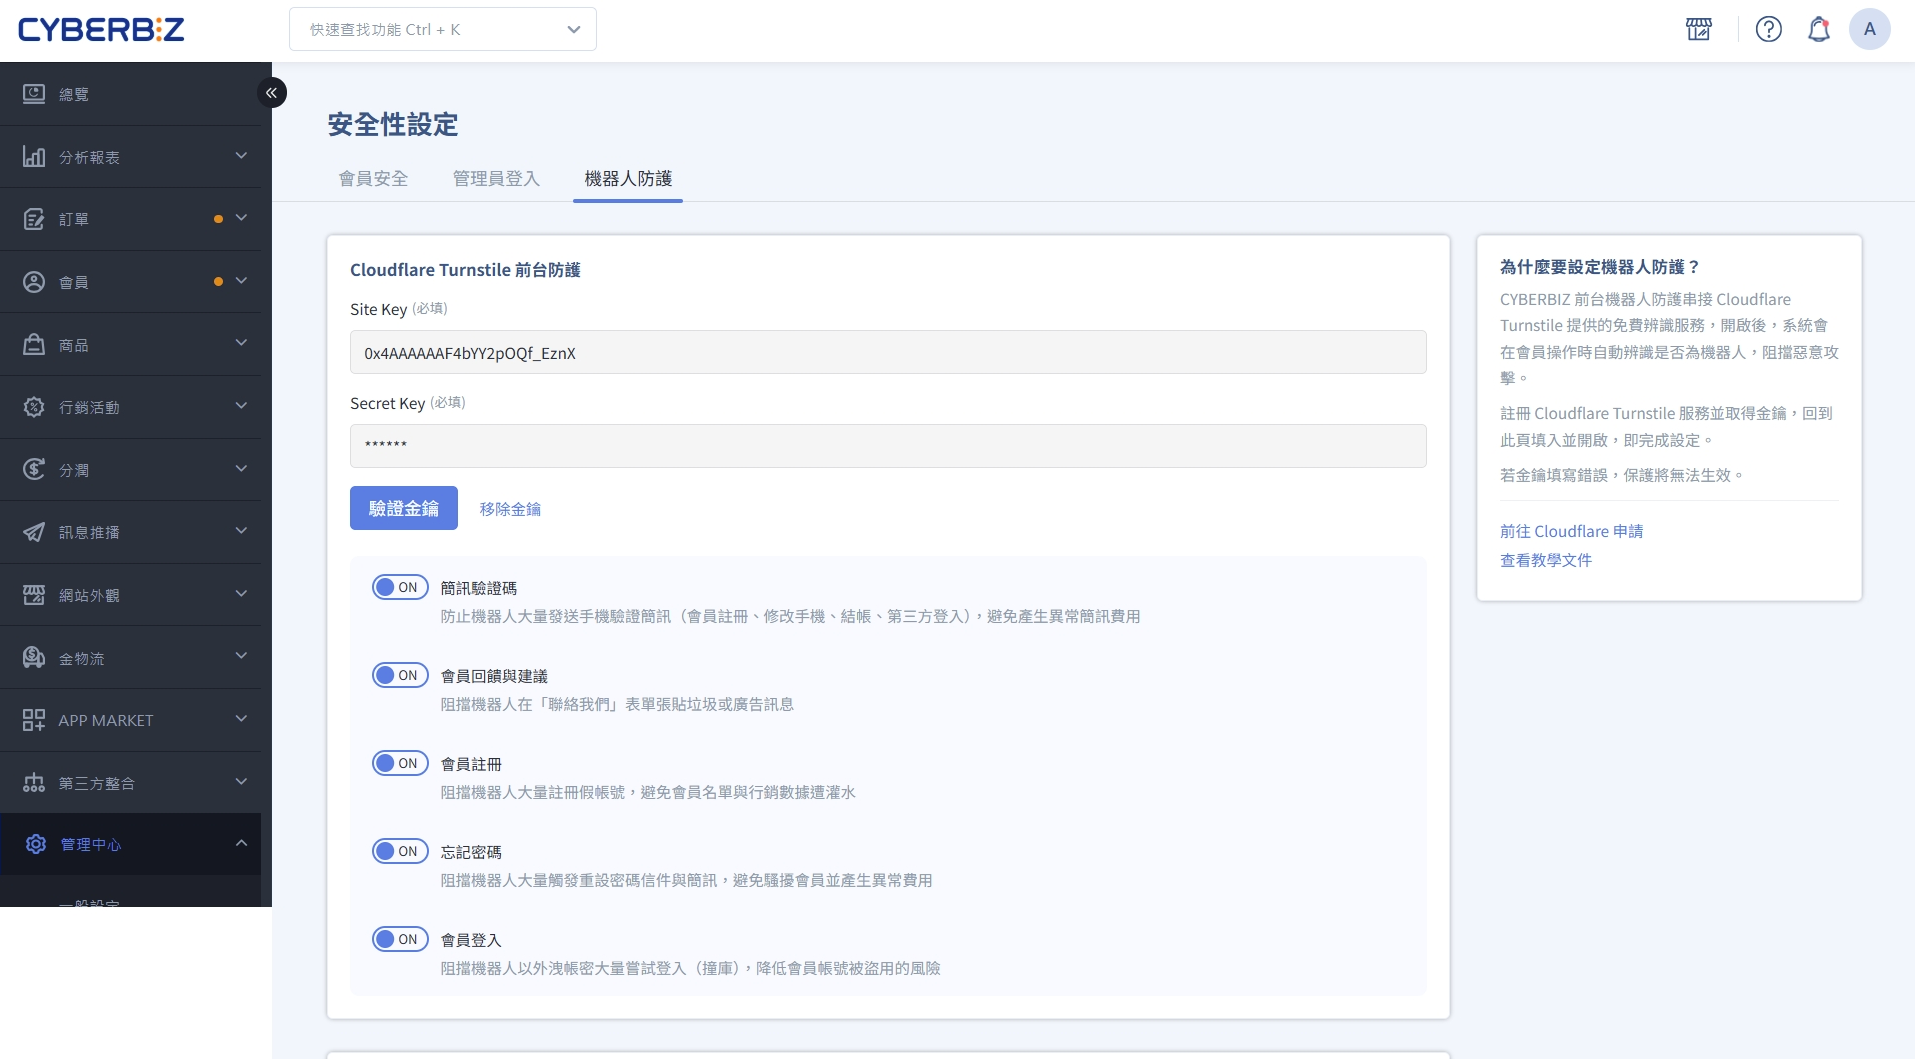 CYBERBIZ
快速查找功能 Ctrl + K
A
總覽
分析報表
訂單
會員
商品
行銷活動
分潤
訊息推播
網站外觀
金物流
APP MARKET
第三方整合
管理中心
一般設定
安全性設定
會員安全
管理員登入
機器人防護
Cloudflare Turnstile 前台防護
Site Key (必填)
0x4AAAAAAF4bYY2pOQf_EznX
Secret Key (必填)
******
驗證金鑰
移除金鑰
ON 簡訊驗證碼
防止機器人大量發送手機驗證簡訊（會員註冊、修改手機、結帳、第三方登入），避免產生異常簡訊費用
ON 會員回饋與建議
阻擋機器人在「聯絡我們」表單張貼垃圾或廣告訊息
ON 會員註冊
阻擋機器人大量註冊假帳號，避免會員名單與行銷數據遭灌水
ON 忘記密碼
阻擋機器人大量觸發重設密碼信件與簡訊，避免騷擾會員並產生異常費用
ON 會員登入
阻擋機器人以外洩帳密大量嘗試登入（撞庫），降低會員帳號被盜用的風險
為什麼要設定機器人防護？
CYBERBIZ 前台機器人防護串接 Cloudflare
Turnstile 提供的免費辨識服務，開啟後，系統會
在會員操作時自動辨識是否為機器人，阻擋惡意攻
擊。
註冊 Cloudflare Turnstile 服務並取得金鑰，回到
此頁填入並開啟，即完成設定。
若金鑰填寫錯誤，保護將無法生效。
前往 Cloudflare 申請
查看教學文件